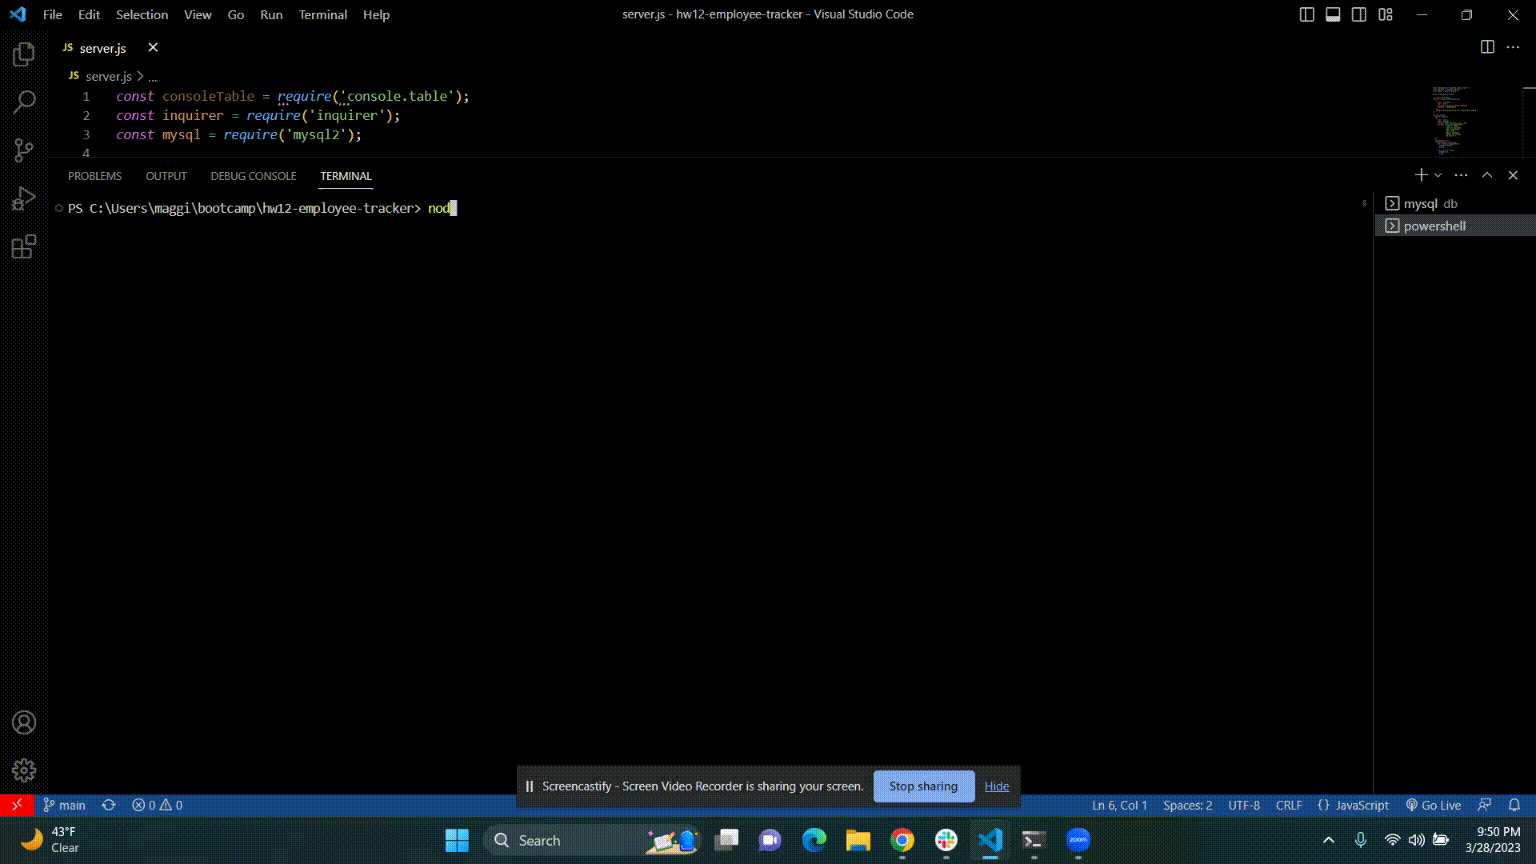 File Edit Selection View Go Run Terminal Help
server.js - hw12-employee-tracker - Visual Studio Code
JS server.js
JS server.js > ...
1 const consoleTable = require('console.table');
2 const inquirer = require('inquirer');
3 const mysql = require('mysql2');
4
PROBLEMS OUTPUT DEBUG CONSOLE TERMINAL
PS C:\Users\maggi\bootcamp\hw12-employee-tracker> nod
mysql db
powershell
Screencastify - Screen Video Recorder is sharing your screen. Stop sharing Hide
main 0 0 Ln 6, Col 1 Spaces: 2 UTF-8 CRLF {} JavaScript Go Live
43°F
Clear
Search
zoom
9:50 PM
3/28/2023